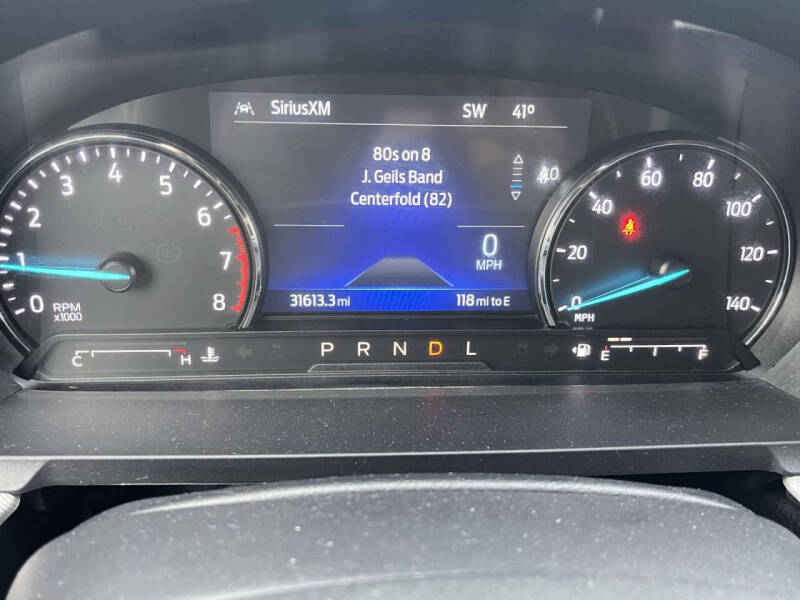 SiriusXM SW 41°
80s on 8
J. Geils Band
Centerfold (82)
0
MPH
31613.3 mi 118 mi to E
0 1 2 3 4 5 6 7 8
RPM
x1000
0 20 40 60 80 100 120 140
MPH
40
C H
P R N D L
E F